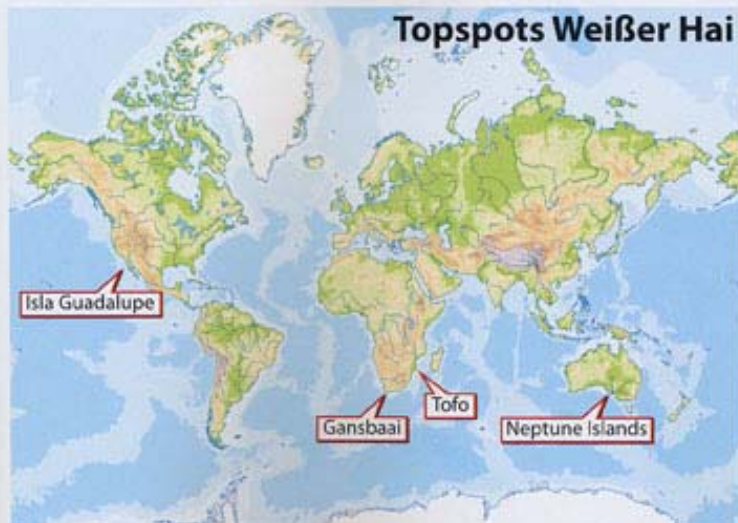 Topspots Weißer Hai
Isla Guadalupe
Tofo
Gansbaai
Neptune Islands